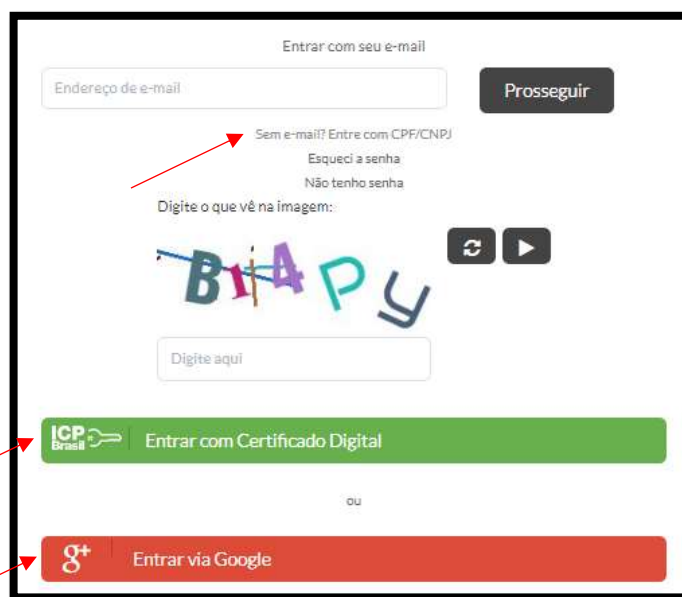 Entrar com seu e-mail
Endereço de e-mail
Prosseguir
Sem e-mail? Entre com CPF/CNPJ
Esqueci a senha
Não tenho senha
Digite o que vê na imagem:
Digite aqui
ICP Brasil Entrar com Certificado Digital
ou
g+ Entrar via Google